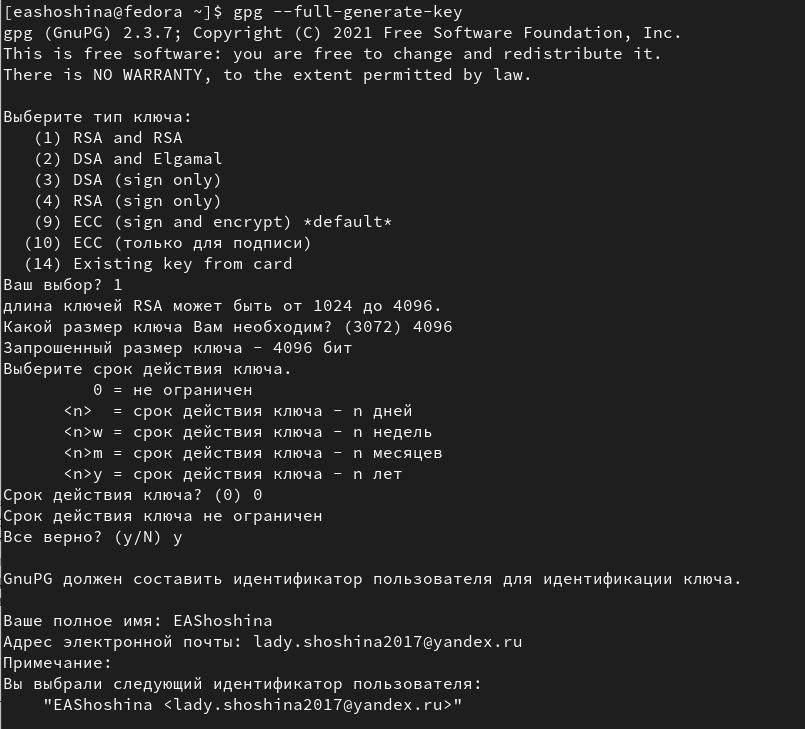 [eashoshina@fedora ~]$ gpg --full-generate-key
gpg (GnuPG) 2.3.7; Copyright (C) 2021 Free Software Foundation, Inc.
This is free software: you are free to change and redistribute it.
There is NO WARRANTY, to the extent permitted by law.

Выберите тип ключа:
   (1) RSA and RSA
   (2) DSA and Elgamal
   (3) DSA (sign only)
   (4) RSA (sign only)
   (9) ECC (sign and encrypt) *default*
  (10) ECC (только для подписи)
  (14) Existing key from card
Ваш выбор? 1
длина ключей RSA может быть от 1024 до 4096.
Какой размер ключа Вам необходим? (3072) 4096
Запрошенный размер ключа - 4096 бит
Выберите срок действия ключа.
         0 = не ограничен
      <n>  = срок действия ключа - n дней
      <n>w = срок действия ключа - n недель
      <n>m = срок действия ключа - n месяцев
      <n>y = срок действия ключа - n лет
Срок действия ключа? (0) 0
Срок действия ключа не ограничен
Все верно? (y/N) y

GnuPG должен составить идентификатор пользователя для идентификации ключа.

Ваше полное имя: EAShoshina
Адрес электронной почты: lady.shoshina2017@yandex.ru
Примечание:
Вы выбрали следующий идентификатор пользователя:
    "EAShoshina <lady.shoshina2017@yandex.ru>"